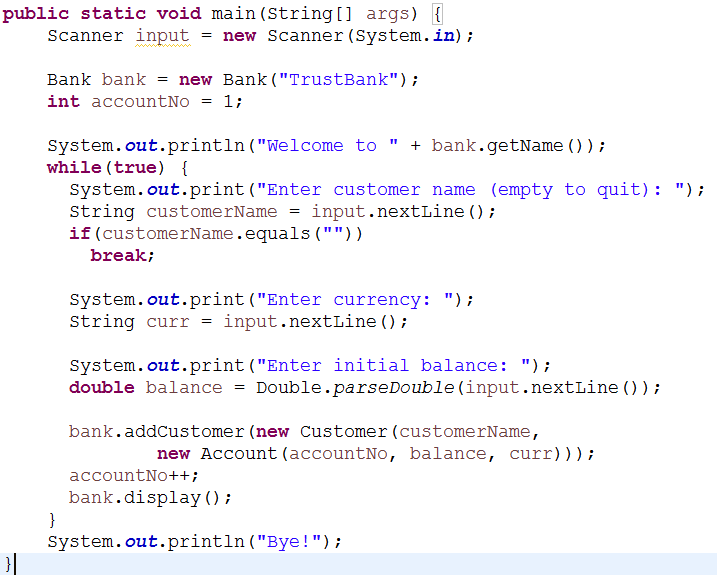 public static void main(String[] args) {
    Scanner input = new Scanner(System.in);

    Bank bank = new Bank("TrustBank");
    int accountNo = 1;

    System.out.println("Welcome to " + bank.getName());
    while(true) {
      System.out.print("Enter customer name (empty to quit): ");
      String customerName = input.nextLine();
      if(customerName.equals(""))
        break;

      System.out.print("Enter currency: ");
      String curr = input.nextLine();

      System.out.print("Enter initial balance: ");
      double balance = Double.parseDouble(input.nextLine());

      bank.addCustomer(new Customer(customerName,
              new Account(accountNo, balance, curr)));
      accountNo++;
      bank.display();
    }
    System.out.println("Bye!");
}